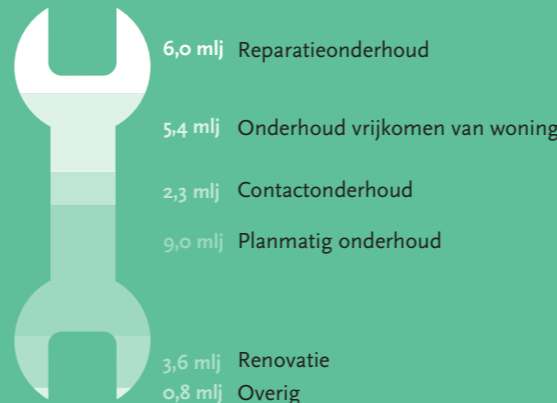 6,0 mlj Reparatieonderhoud
5,4 mlj Onderhoud vrijkomen van woning
2,3 mlj Contactonderhoud
9,0 mlj Planmatig onderhoud
3,6 mlj Renovatie
0,8 mlj Overig